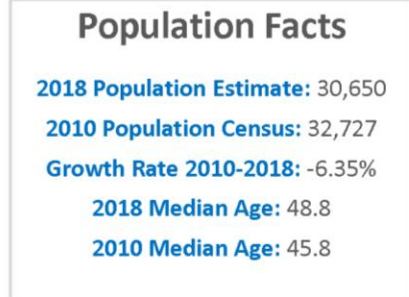 Population Facts
2018 Population Estimate: 30,650
2010 Population Census: 32,727
Growth Rate 2010-2018: -6.35%
2018 Median Age: 48.8
2010 Median Age: 45.8